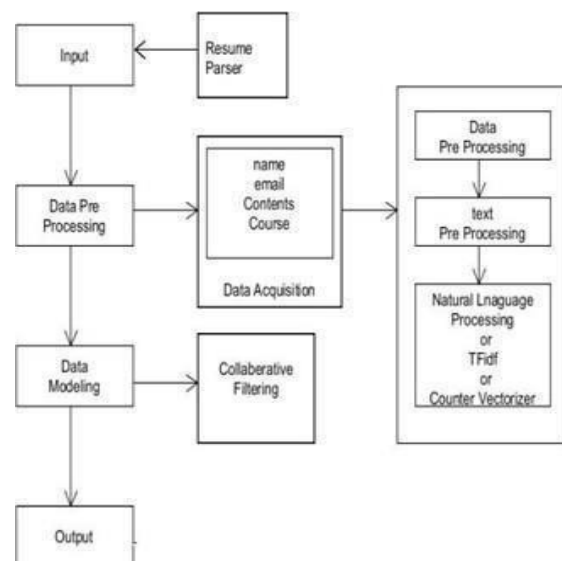 Input
Resume
Parser
Data Pre
Processing
name
email
Contents
Course
Data Acquisition
Data
Pre Processing
text
Pre Processing
Natural Lnaguage
Processing
or
TFidf
or
Counter Vectorizer
Data
Modeling
Collaberative
Filtering
Output